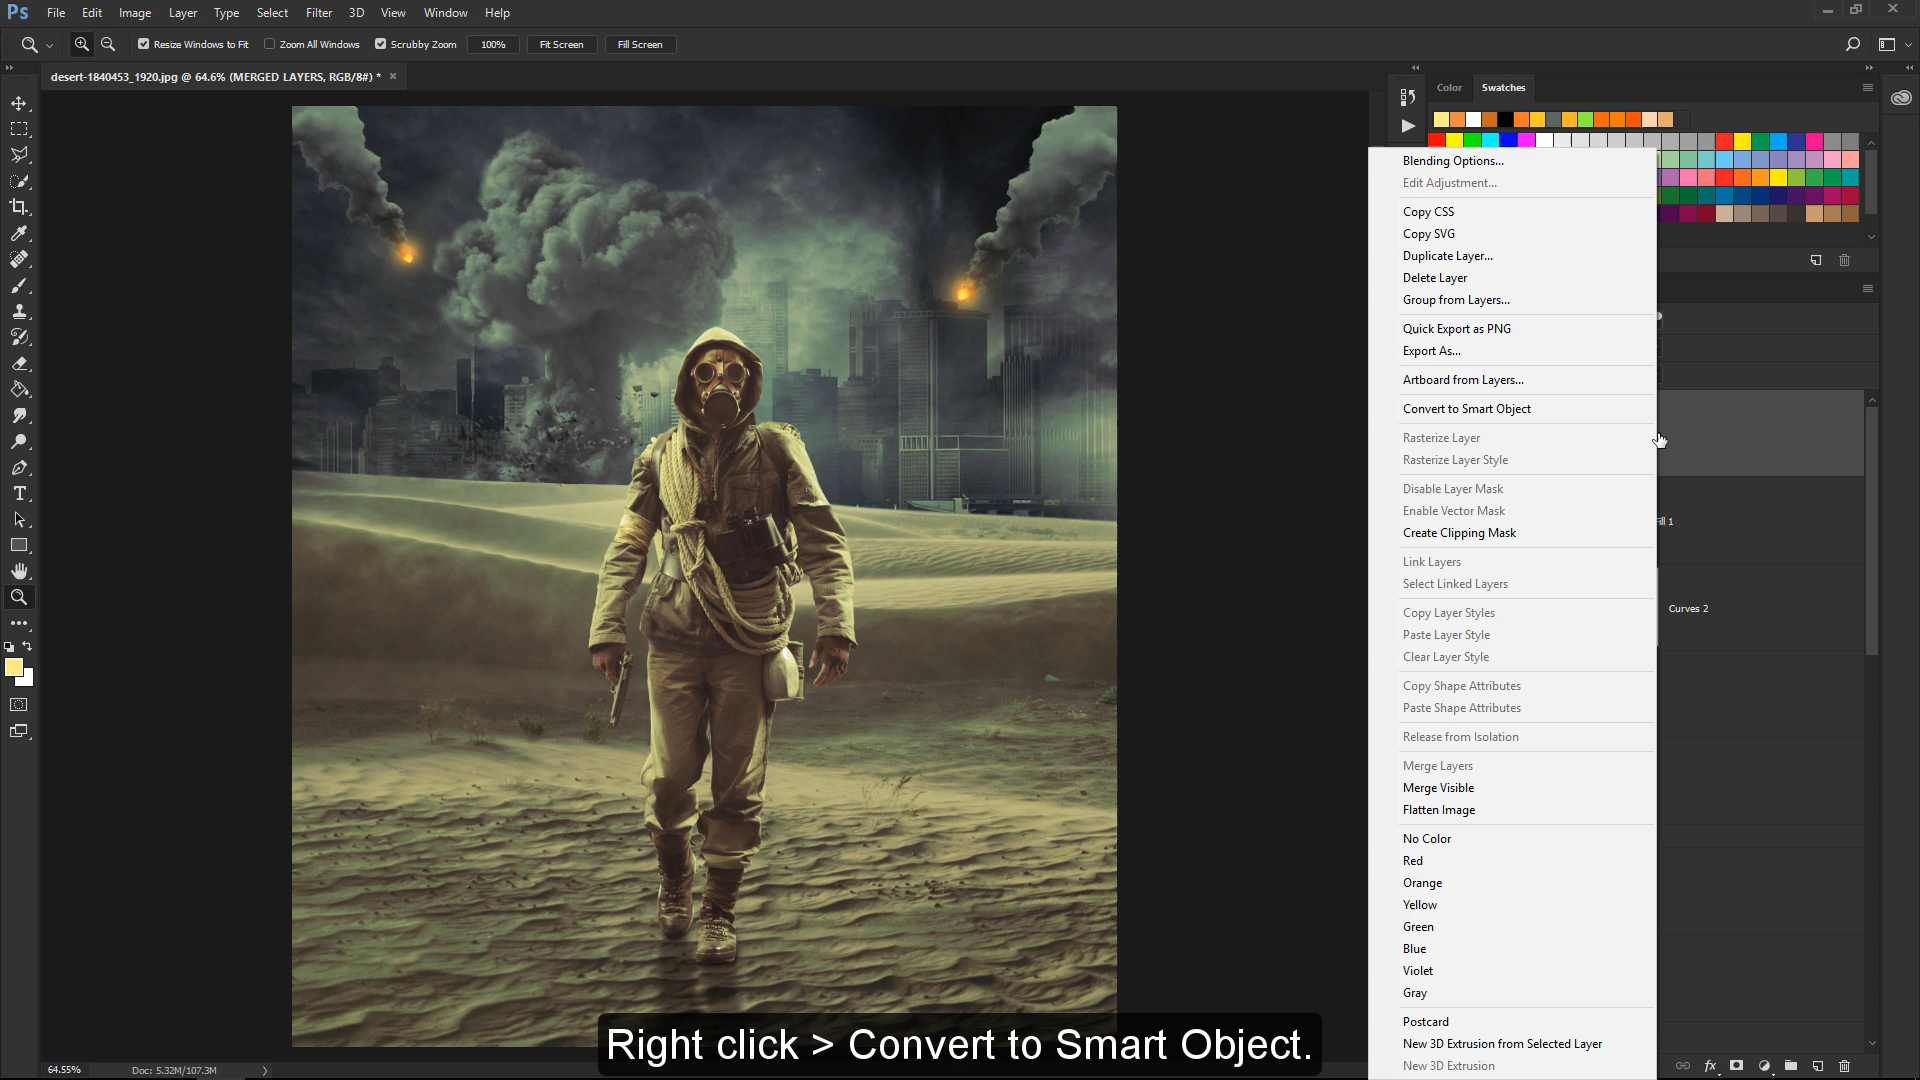 Ps File Edit Image Layer Type Select Filter 3D View Window Help
Resize Windows to Fit Zoom All Windows Scrubby Zoom 100% Fit Screen Fill Screen
desert-1840453_1920.jpg @ 64.6% (MERGED LAYERS, RGB/8#) *
Color Swatches
Blending Options...
Edit Adjustment...
Copy CSS
Copy SVG
Duplicate Layer...
Delete Layer
Group from Layers...
Quick Export as PNG
Export As...
Artboard from Layers...
Convert to Smart Object
Rasterize Layer
Rasterize Layer Style
Disable Layer Mask
Enable Vector Mask
Create Clipping Mask
Link Layers
Select Linked Layers
Copy Layer Styles
Paste Layer Style
Clear Layer Style
Copy Shape Attributes
Paste Shape Attributes
Release from Isolation
Merge Layers
Merge Visible
Flatten Image
No Color
Red
Orange
Yellow
Green
Blue
Violet
Gray
Postcard
New 3D Extrusion from Selected Layer
New 3D Extrusion
ill 1
Curves 2
fx
64.55% Doc: 5.32M/107.3M
Right click > Convert to Smart Object.